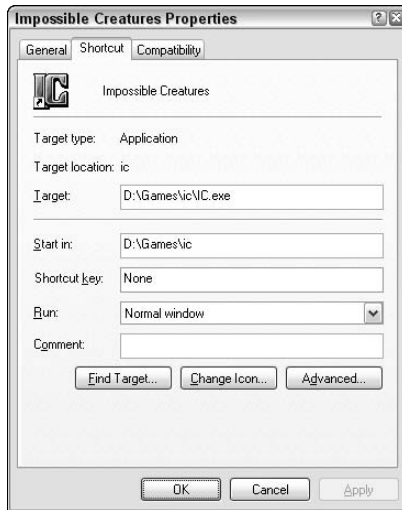 Impossible Creatures Properties
General Shortcut Compatibility
IC
Impossible Creatures
Target type: Application
Target location: ic
Target: D:\Games\ic\IC.exe
Start in: D:\Games\ic
Shortcut key: None
Run: Normal window
Comment:
Find Target... Change Icon... Advanced...
OK Cancel Apply